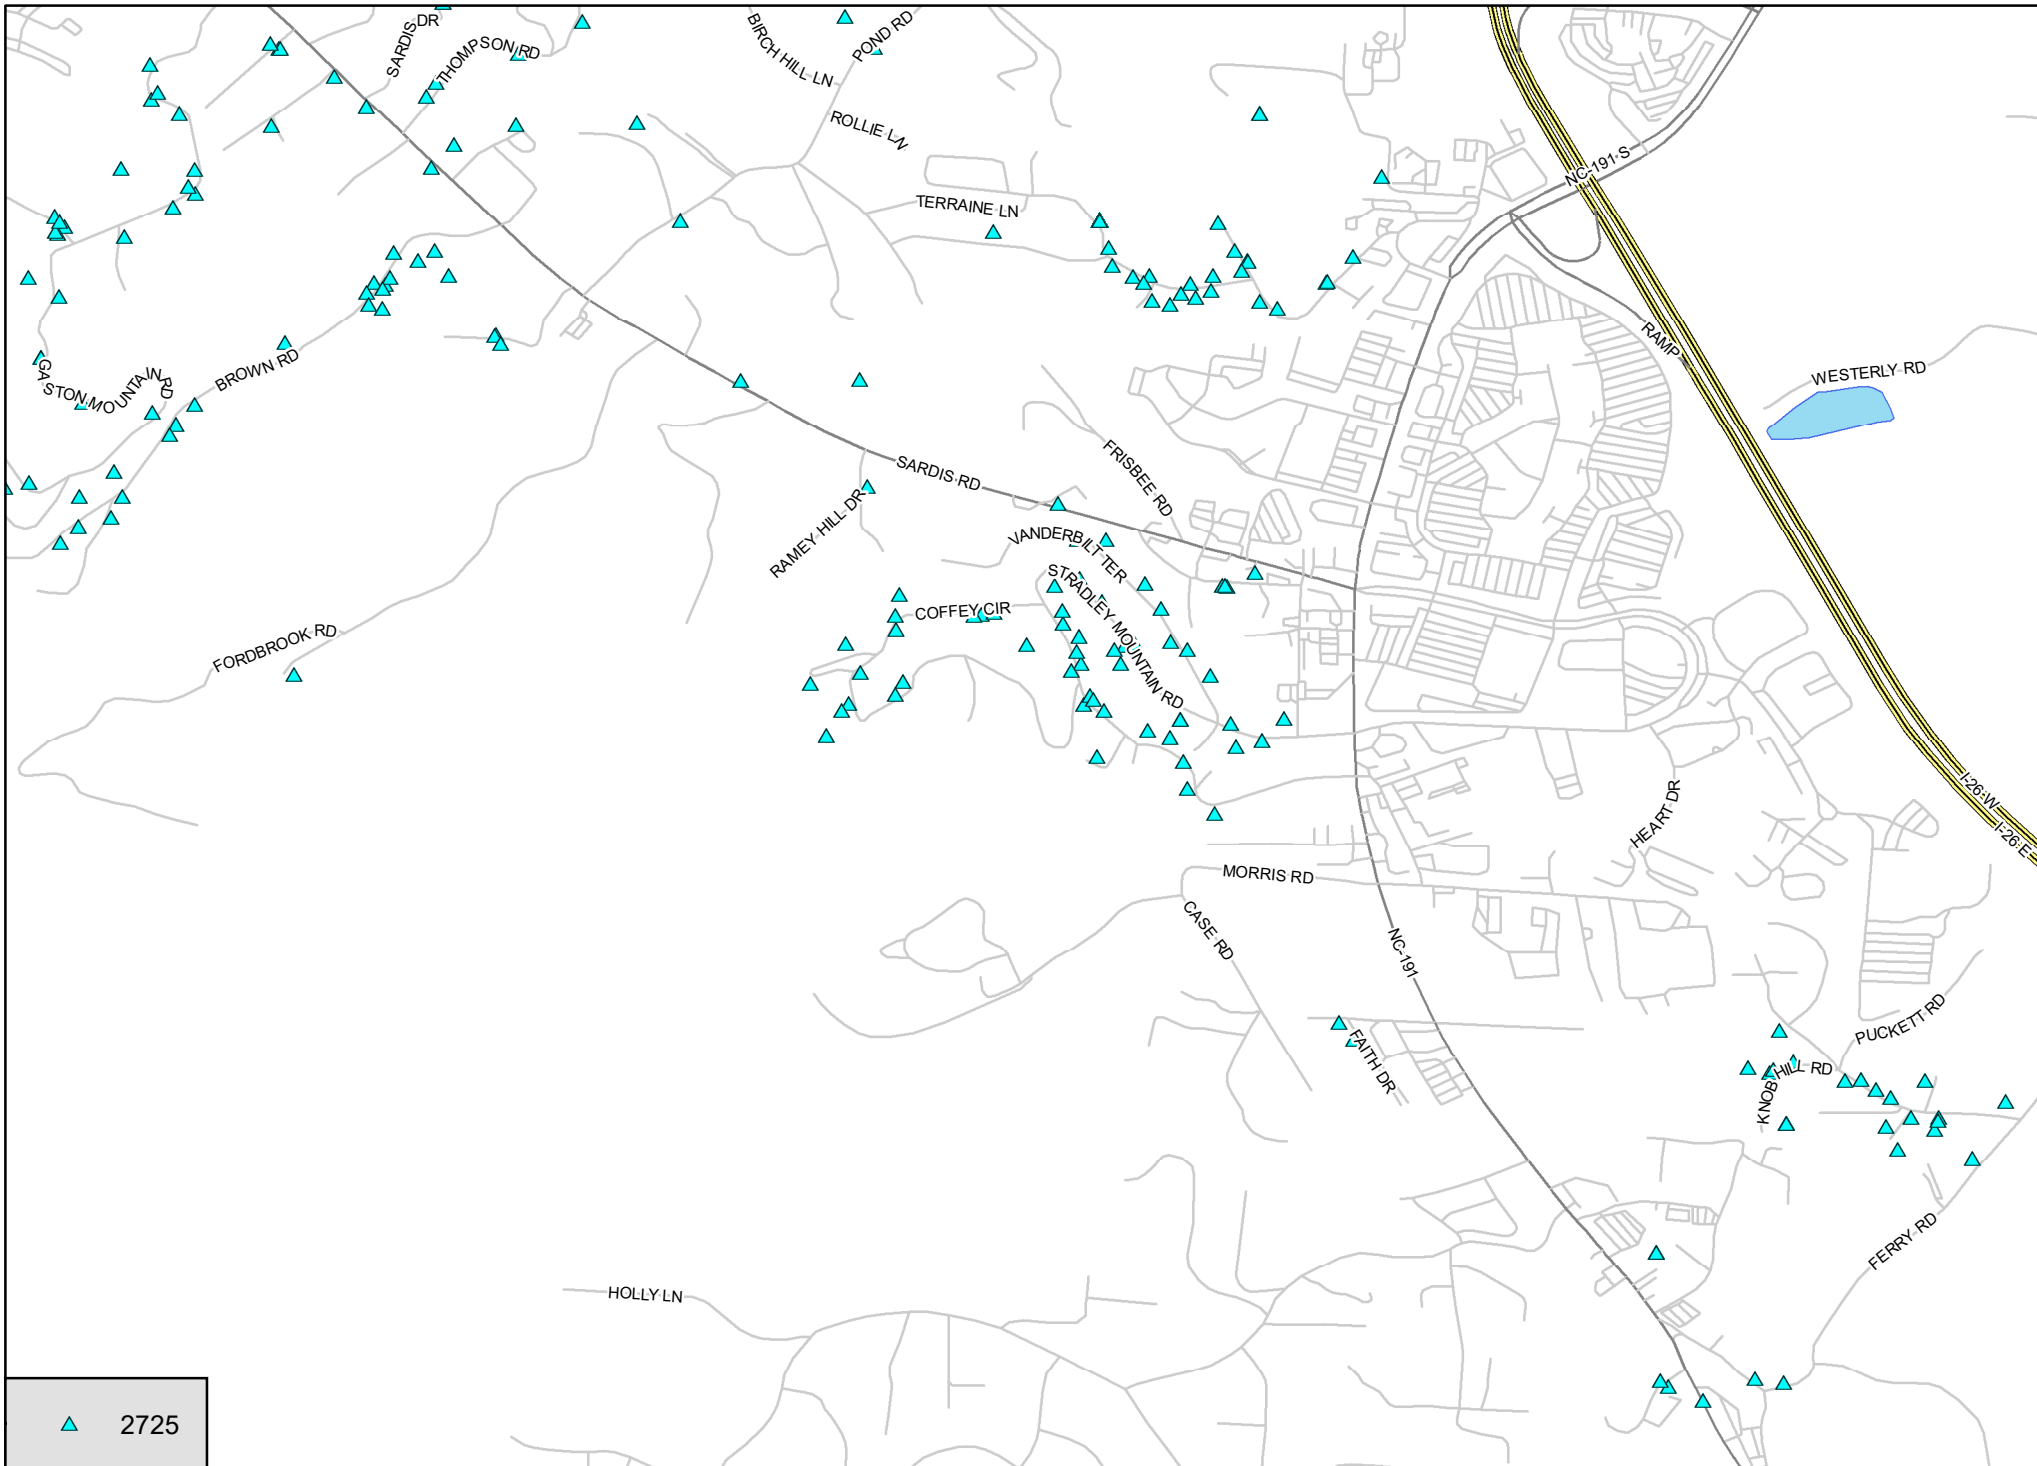 SARDIS DR
THOMPSON RD
BIRCH HILL LN
POND RD
ROLLIE LN
TERRAINE LN
NC-191 S
RAMP
WESTERLY RD
GASTON MOUNTAIN RD
BROWN RD
SARDIS RD
FRISBEE RD
RAMEY HILL DR
VANDERBILT TER
STRADLEY MOUNTAIN RD
COFFEY CIR
FORDBROOK RD
I-26 W
I-26 E
HEART DR
MORRIS RD
CASE RD
NC-191
FAITH DR
PUCKETT RD
KNOB HILL RD
FERRY RD
HOLLY LN
2725